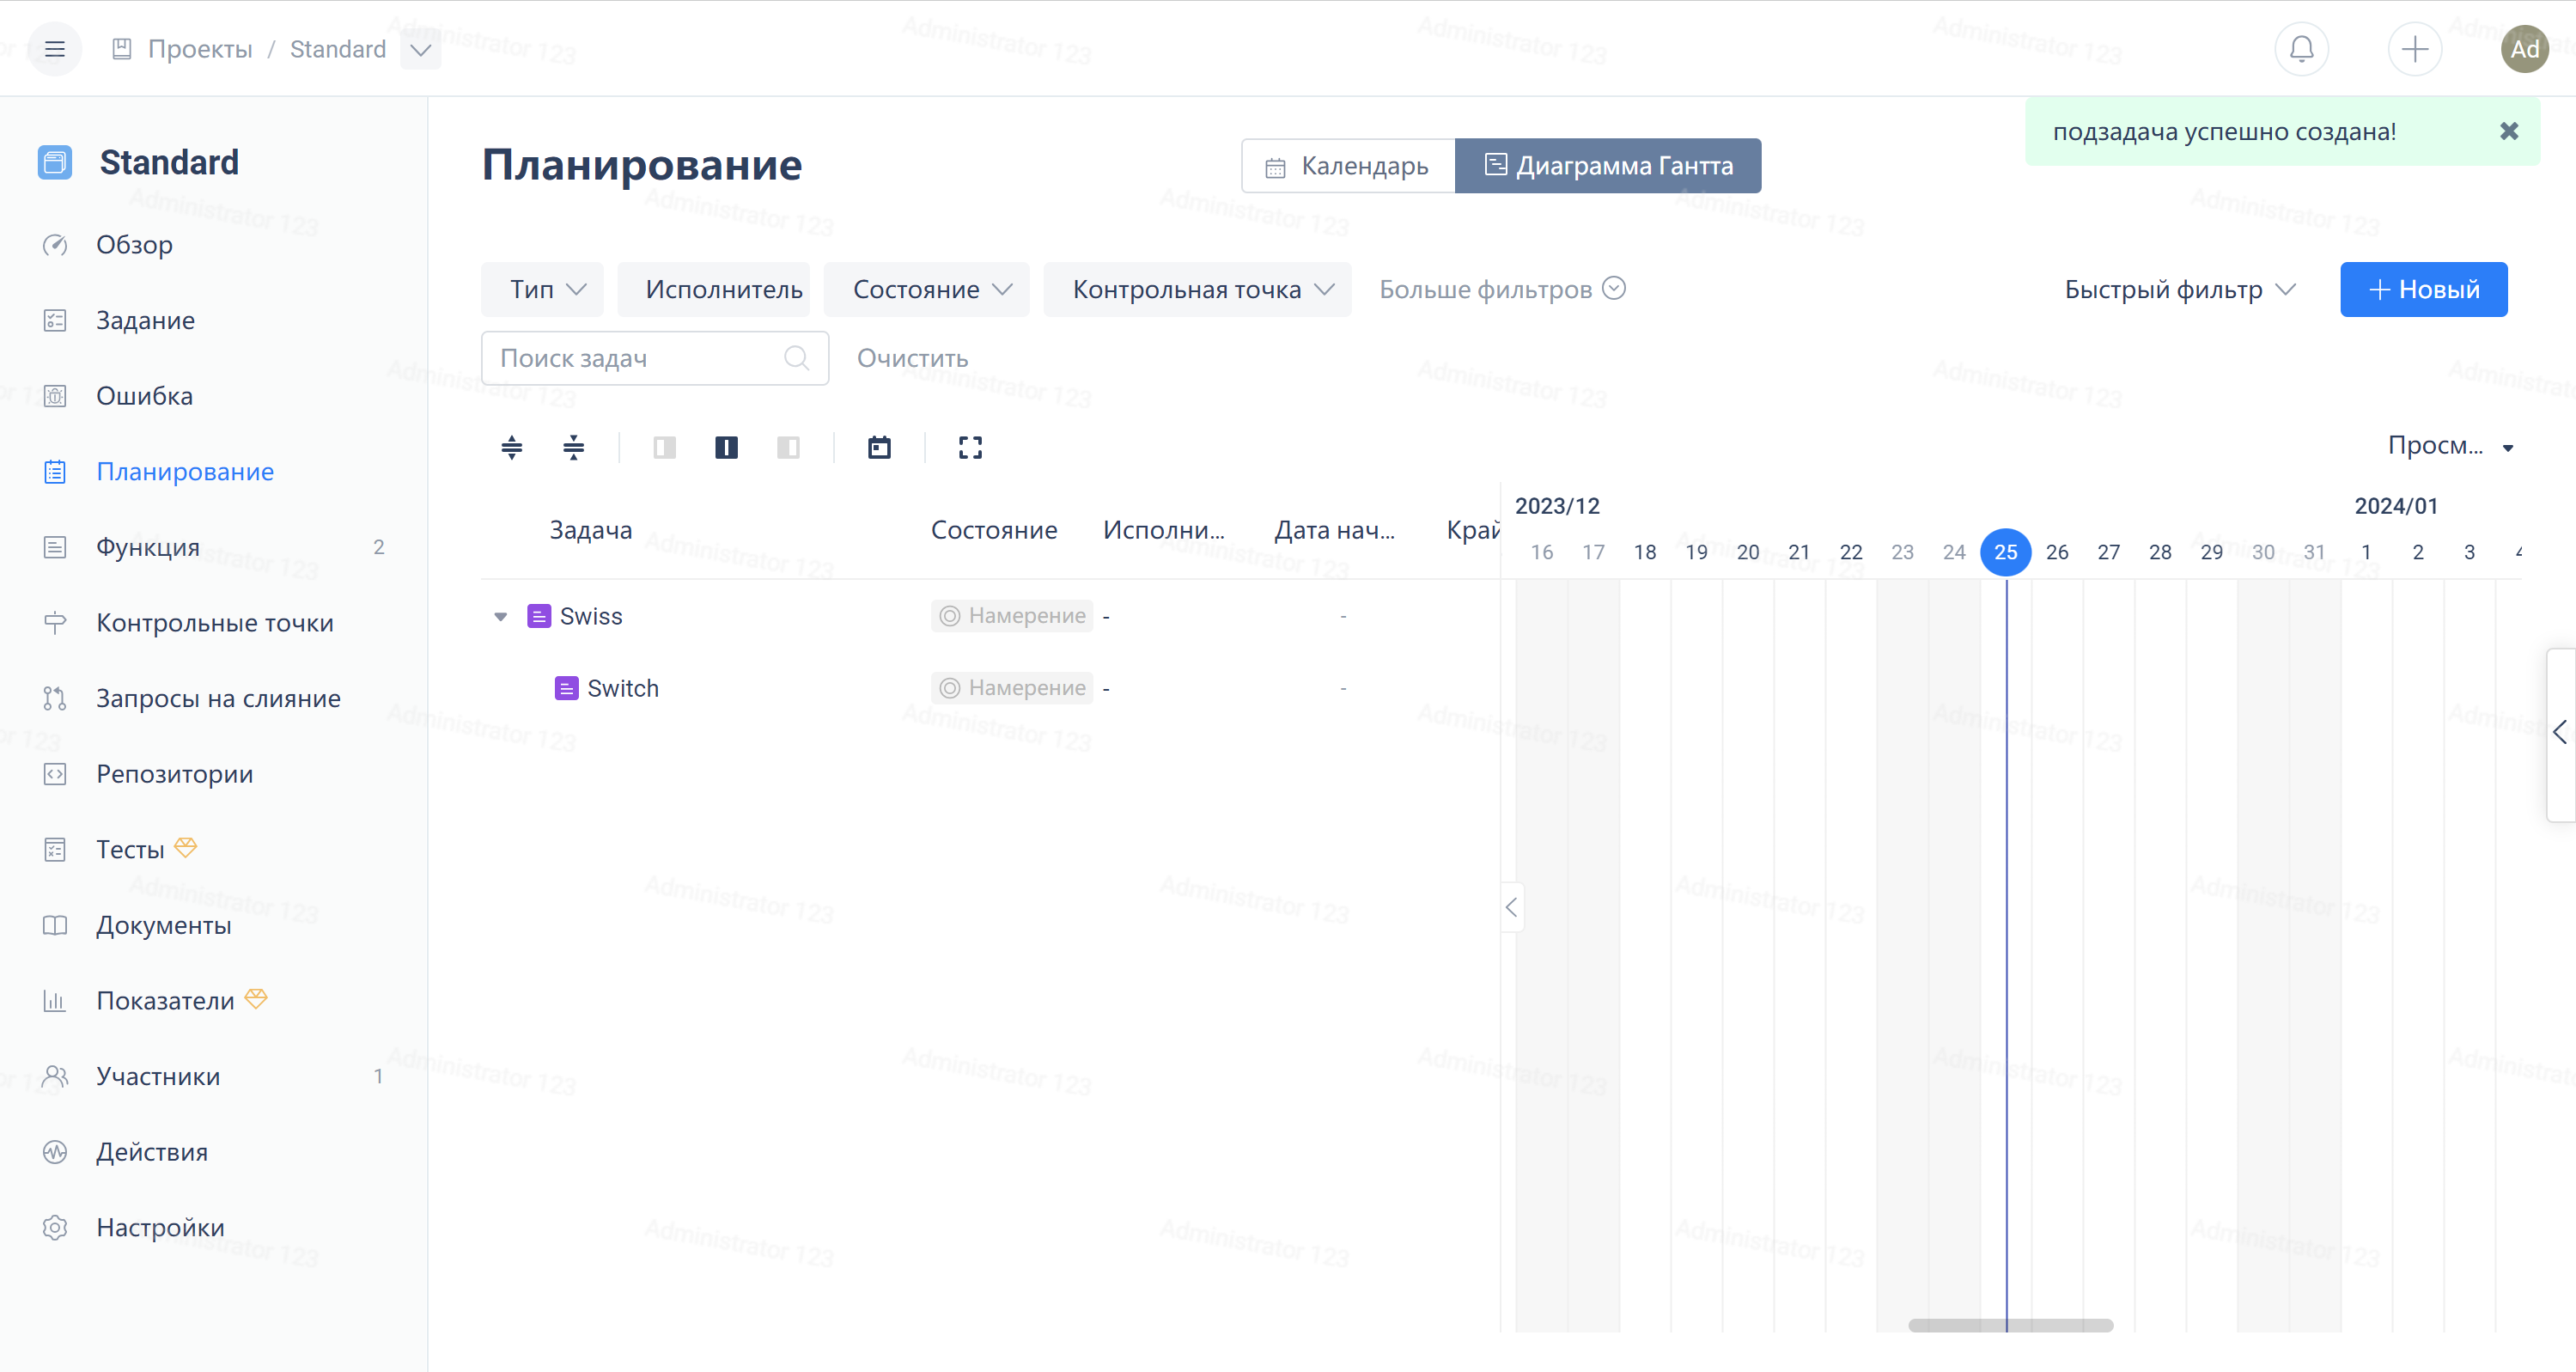 Проекты / Standard
Ad
подзадача успешно создана!
Standard
Обзор
Задание
Ошибка
Планирование
Функция 2
Контрольные точки
Запросы на слияние
Репозитории
Тесты
Документы
Показатели
Участники 1
Действия
Настройки
Планирование
Календарь
Диаграмма Гантта
Тип
Исполнитель
Состояние
Контрольная точка
Больше фильтров
Быстрый фильтр
Новый
Поиск задач
Очистить
Просм...
Задача Состояние Исполни... Дата нач... Край
2023/12 2024/01
16 17 18 19 20 21 22 23 24 25 26 27 28 29 30 31 1 2 3 4
Swiss Намерение - -
Switch Намерение - -
Administrator 123